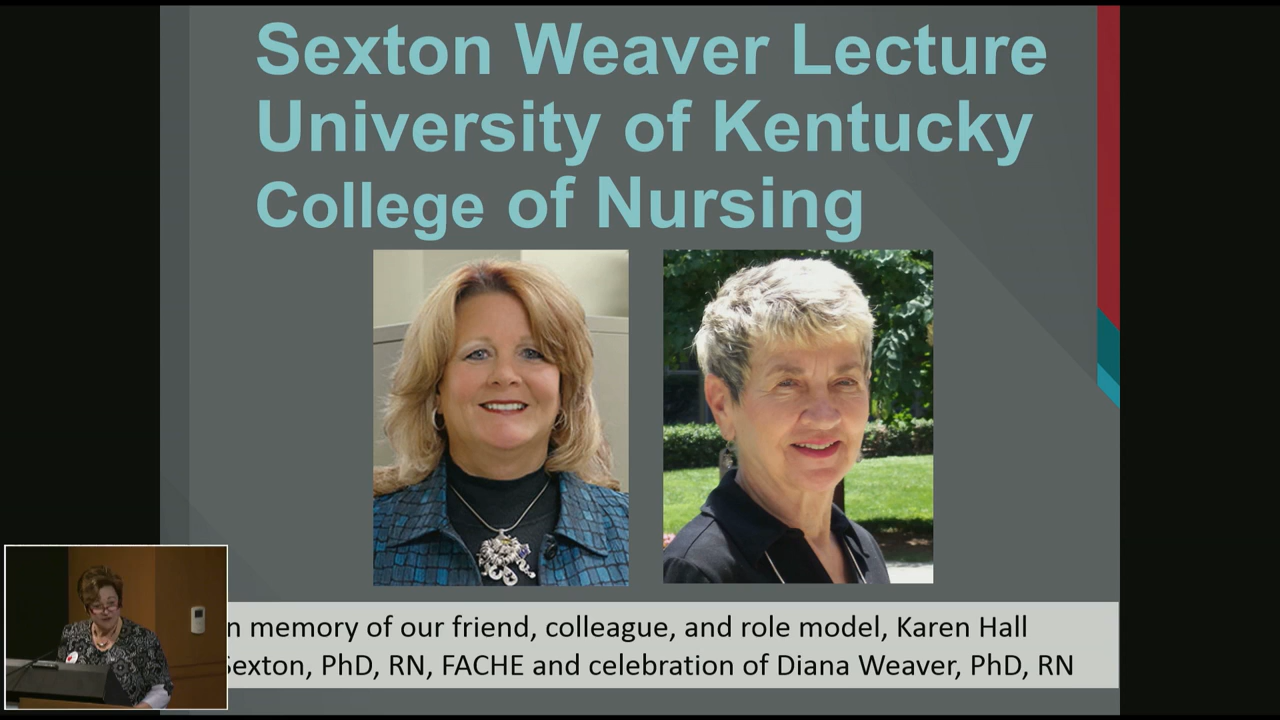 Sexton Weaver Lecture
University of Kentucky
College of Nursing
n memory of our friend, colleague, and role model, Karen Hall
Sexton, PhD, RN, FACHE and celebration of Diana Weaver, PhD, RN